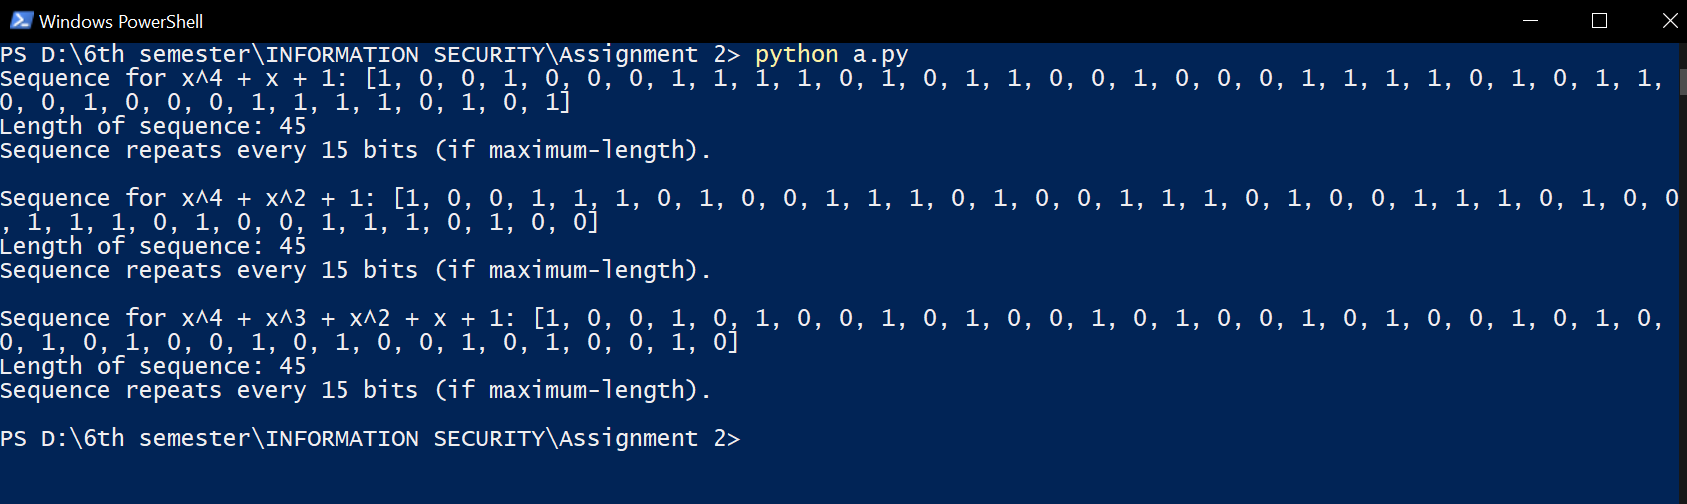 Windows PowerShell
PS D:\6th semester\INFORMATION SECURITY\Assignment 2> python a.py
Sequence for x^4 + x + 1: [1, 0, 0, 1, 0, 0, 0, 1, 1, 1, 1, 0, 1, 0, 1, 1, 0, 0, 1, 0, 0, 0, 1, 1, 1, 1, 0, 1, 0, 1, 1,
0, 0, 1, 0, 0, 0, 1, 1, 1, 1, 0, 1, 0, 1]
Length of sequence: 45
Sequence repeats every 15 bits (if maximum-length).
Sequence for x^4 + x^2 + 1: [1, 0, 0, 1, 1, 1, 0, 1, 0, 0, 1, 1, 1, 0, 1, 0, 0, 1, 1, 1, 0, 1, 0, 0, 1, 1, 1, 0, 1, 0, 0
, 1, 1, 1, 0, 1, 0, 0, 1, 1, 1, 0, 1, 0, 0]
Length of sequence: 45
Sequence repeats every 15 bits (if maximum-length).
Sequence for x^4 + x^3 + x^2 + x + 1: [1, 0, 0, 1, 0, 1, 0, 0, 1, 0, 1, 0, 0, 1, 0, 1, 0, 0, 1, 0, 1, 0, 0, 1, 0, 1, 0,
0, 1, 0, 1, 0, 0, 1, 0, 1, 0, 0, 1, 0, 1, 0, 0, 1, 0]
Length of sequence: 45
Sequence repeats every 15 bits (if maximum-length).
PS D:\6th semester\INFORMATION SECURITY\Assignment 2>